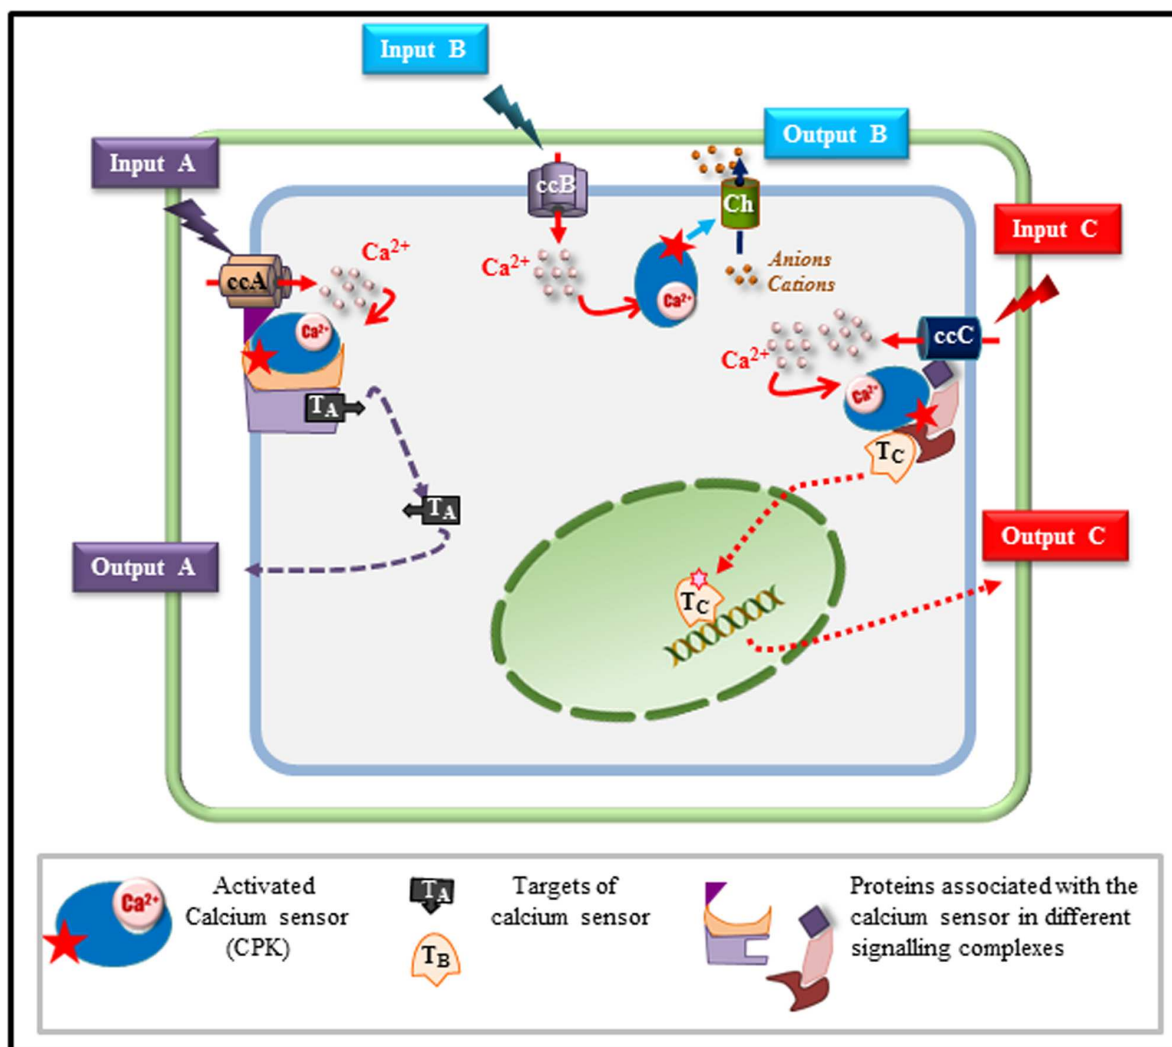 Input B
Input A
Output B
ccB
Ch
Input C
Ca2+
ccA
Ca2+
Anions
Cations
Ca2+
ccC
Ca2+
Ca2+
Ca2+
TA
TC
TA
Output A
Output C
TC
Ca2+
Activated
Calcium sensor
(CPK)
TA
TB
Targets of
calcium sensor
Proteins associated with the
calcium sensor in different
signalling complexes